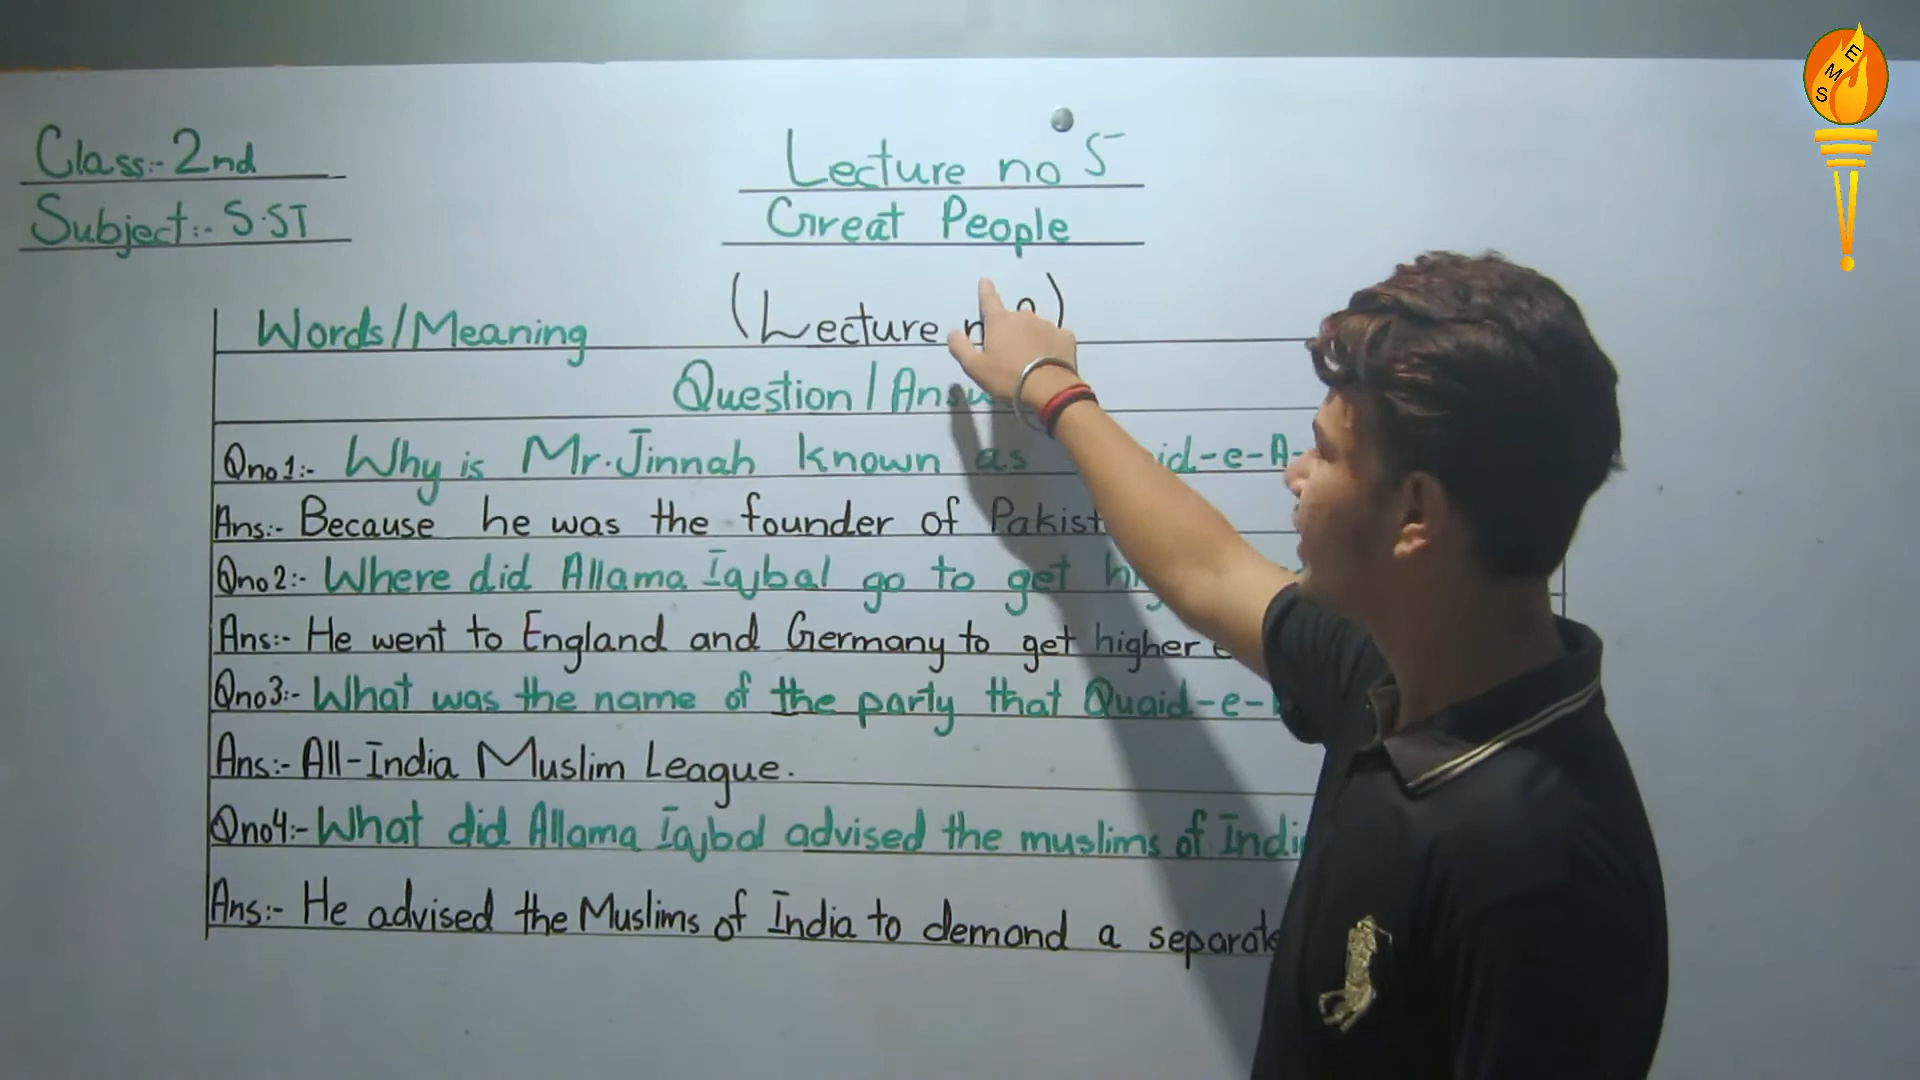 Class:- 2nd
Subject:- S.ST
Lecture no 5
Great People
Words/Meaning
(Lecture
Question/
Qno1:- Why is Mr.Jinnah known as
Ans:- Because he was the founder of
Qno2:- Where did Allama Iqbal go to get
Ans:- He went to England and Germany to get higher
Qno3:- What was the name of the party that Quaid-e-
Ans:- All-India Muslim League.
Qno4:- What did Allama Iqbal advised the muslims of
Ans:- He advised the Muslims of India to demand a
EMS